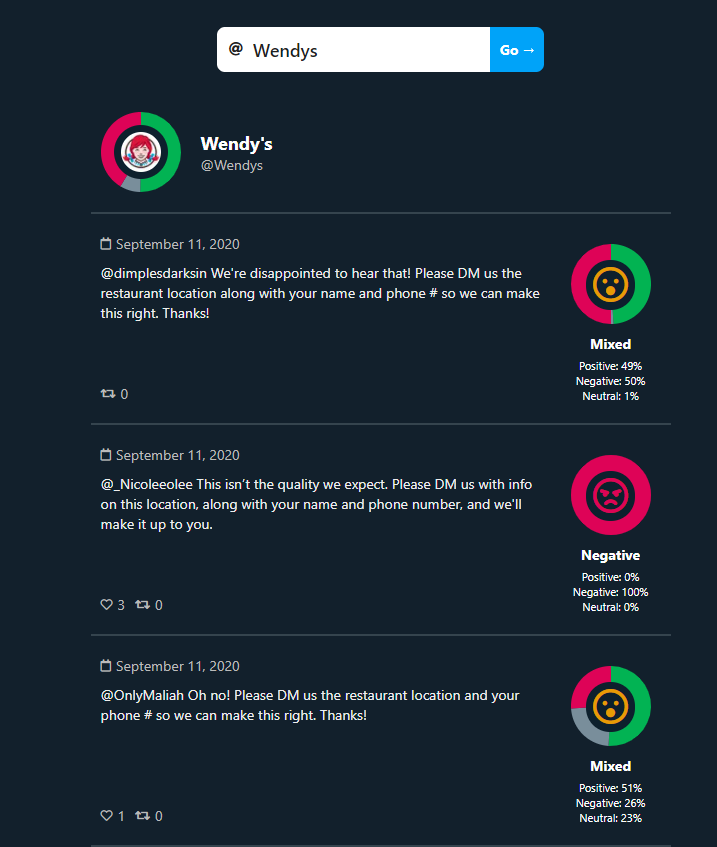 @ Wendys Go →
Wendy's
@Wendys
September 11, 2020
@dimplesdarksin We're disappointed to hear that! Please DM us the
restaurant location along with your name and phone # so we can make
this right. Thanks!
Mixed
Positive: 49%
Negative: 50%
Neutral: 1%
0
September 11, 2020
@_Nicoleeolee This isn’t the quality we expect. Please DM us with info
on this location, along with your name and phone number, and we'll
make it up to you.
Negative
Positive: 0%
Negative: 100%
Neutral: 0%
3 0
September 11, 2020
@OnlyMaliah Oh no! Please DM us the restaurant location and your
phone # so we can make this right. Thanks!
Mixed
Positive: 51%
Negative: 26%
Neutral: 23%
1 0